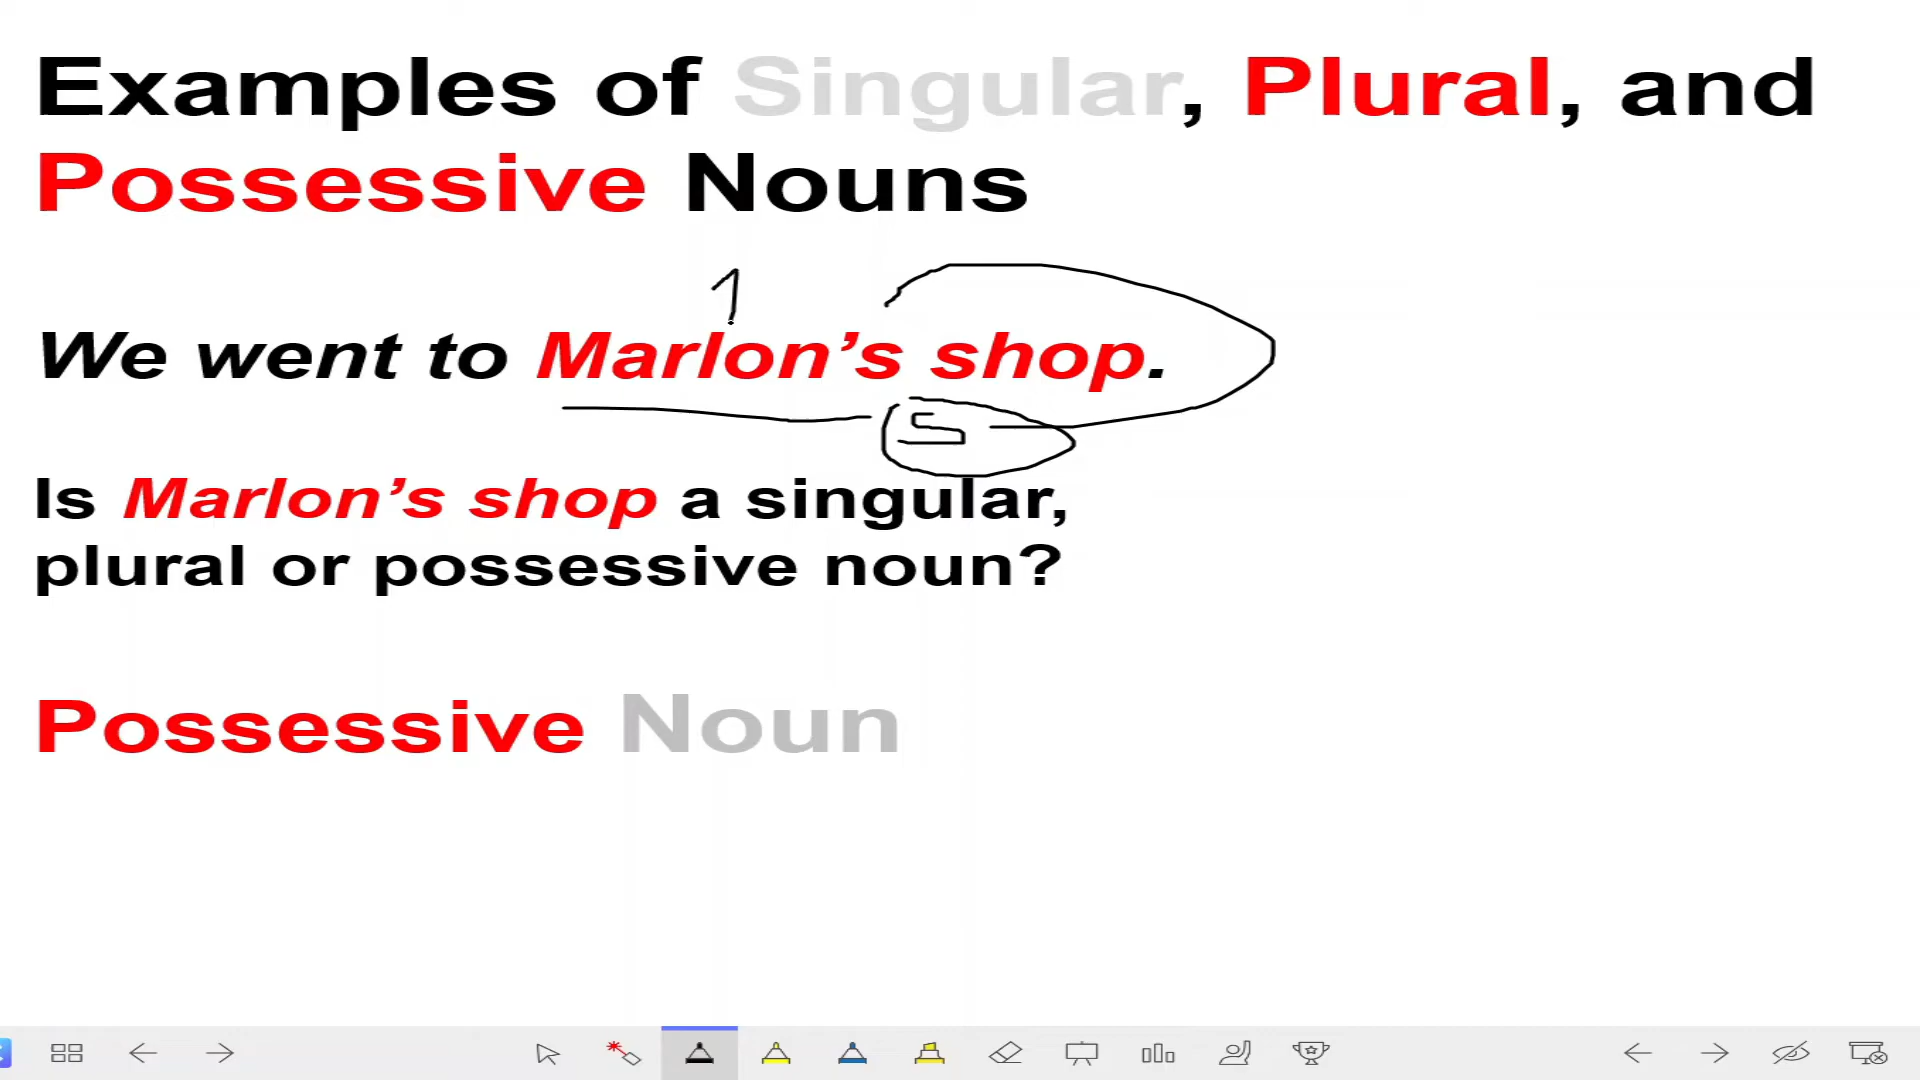 Examples of Singular, Plural, and
Possessive Nouns
1
We went to Marlon’s shop.
S
Is Marlon’s shop a singular,
plural or possessive noun?
Possessive Noun